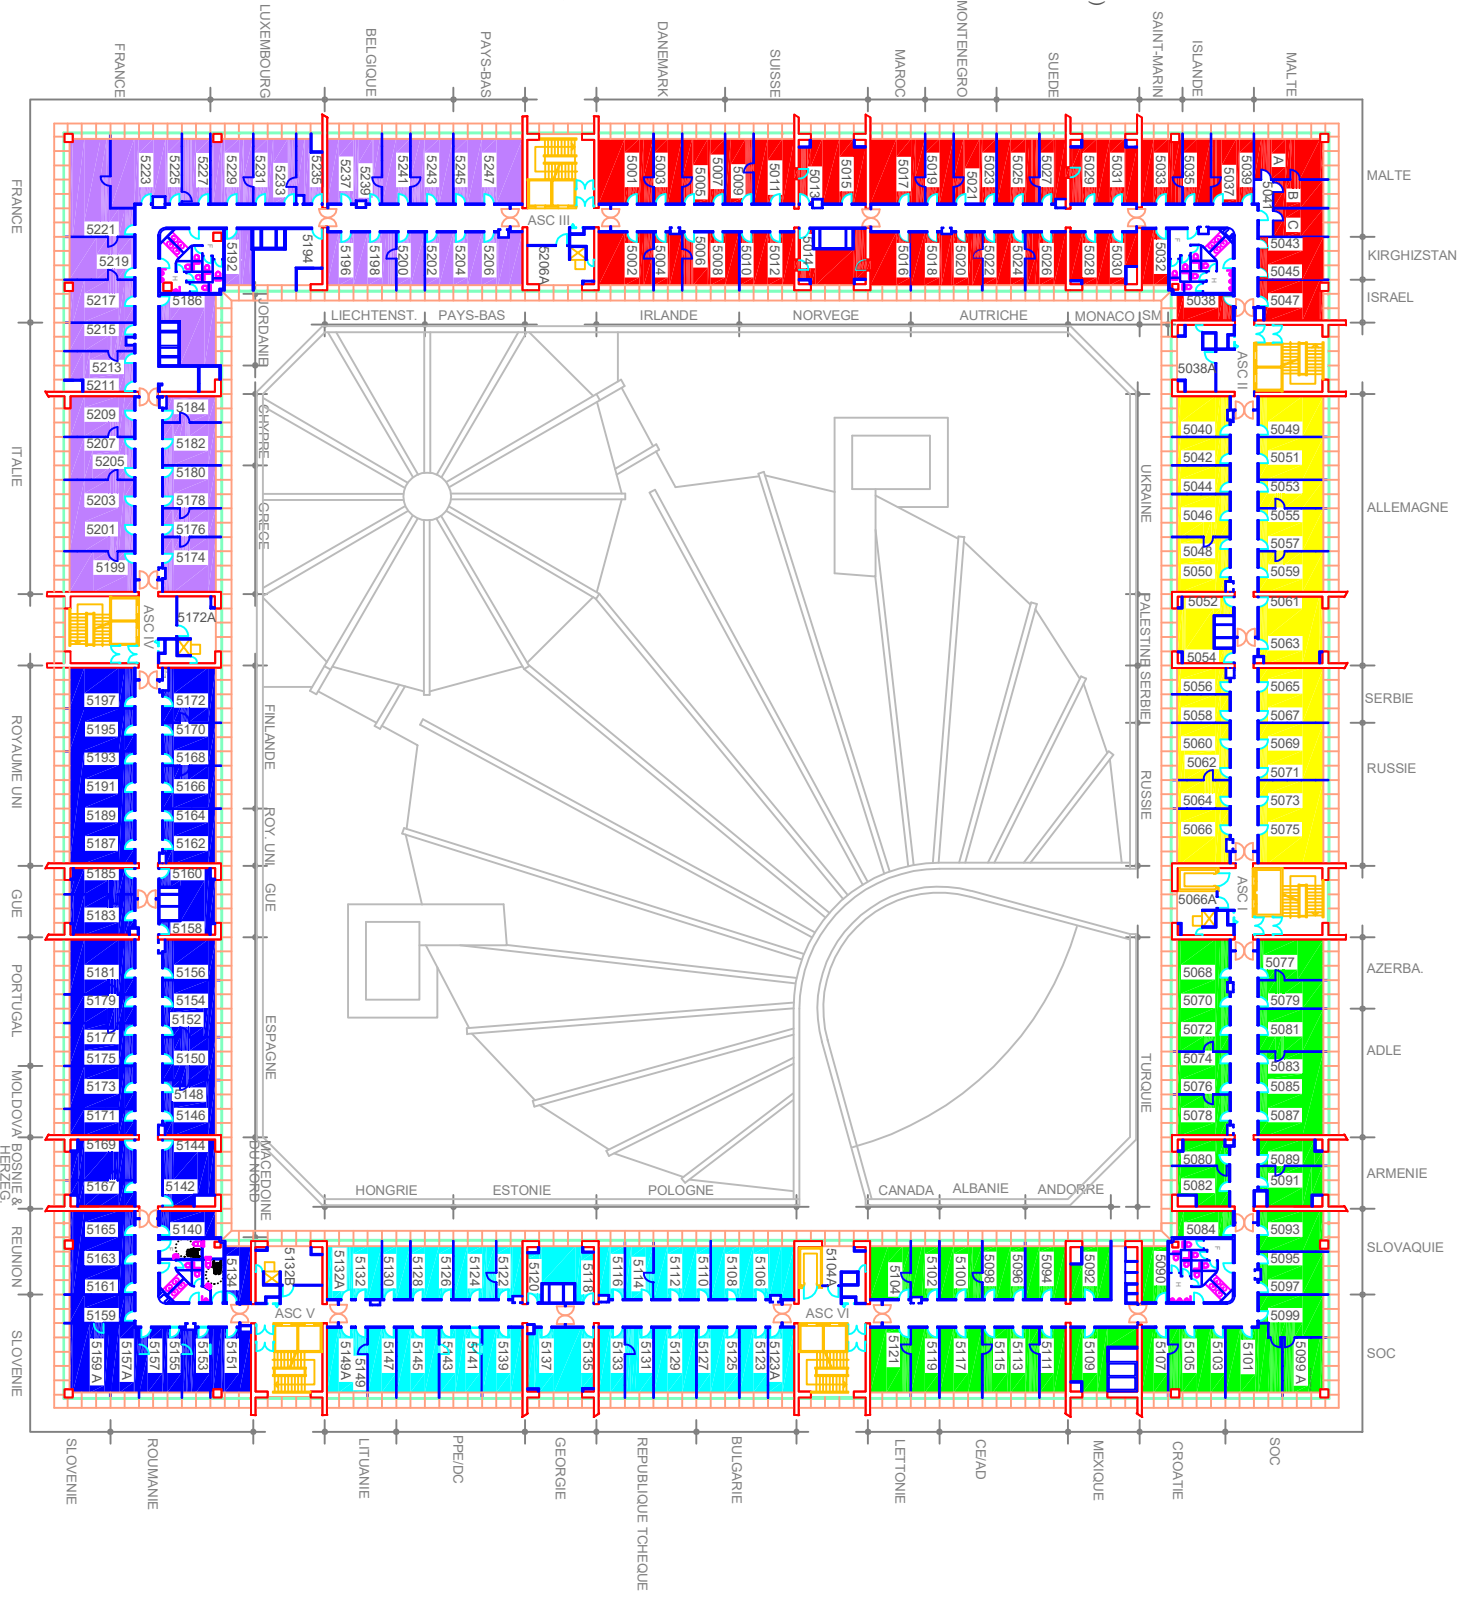 )
FRANCE
LUXEMBOURG
BELGIQUE
PAYS-BAS
DANEMARK
SUISSE
MAROC
MONTENEGRO
SUEDE
SAINT-MARIN
ISLANDE
MALTE
5223
5225
5227
5229
5231
5233
5235
5237
5239
5241
5243
5245
5247
5001
5003
5005
5007
5009
5011
5013
5015
5017
5019
5021
5023
5025
5027
5029
5031
5033
5035
5037
5039
5041
A
B
C
ASC III
5192
5194
5196
5198
5200
5202
5204
5206
5206A
5002
5004
5006
5008
5010
5012
5014
5016
5018
5020
5022
5024
5026
5028
5030
5032
F
H
F
H
LIECHTENST.
PAYS-BAS
IRLANDE
NORVEGE
AUTRICHE
MONACO
SM
MALTE
KIRGHIZSTAN
ISRAEL
ALLEMAGNE
SERBIE
RUSSIE
AZERBA.
ADLE
ARMENIE
SLOVAQUIE
SOC
5043
5045
5047
ASC II
5049
5051
5053
5055
5057
5059
5061
5063
5065
5067
5069
5071
5073
5075
ASC I
5077
5079
5081
5083
5085
5087
5089
5091
5093
5095
5097
5099
5099 A
5038
5038A
5040
5042
5044
5046
5048
5050
5052
5054
5056
5058
5060
5062
5064
5066
5066A
5068
5070
5072
5074
5076
5078
5080
5082
5084
F
H
UKRAINE
PALESTINE
SERBIE
RUSSIE
TURQUIE
FRANCE
ITALIE
ROYAUME UNI
GUE
PORTUGAL
MOLDOVA
BOSNIE &
HERZEG.
REUNION
SLOVENIE
5221
5219
5217
5215
5213
5211
5209
5207
5205
5203
5201
5199
ASC IV
5197
5195
5193
5191
5189
5187
5185
5183
5181
5179
5177
5175
5173
5171
5169
5167
5165
5163
5161
5159
5186
5184
5182
5180
5178
5176
5174
5172A
5172
5170
5168
5166
5164
5162
5160
5158
5156
5154
5152
5150
5148
5146
5144
5142
5140
JORDANIE
CHYPRE
GRECE
FINLANDE
ROY. UNI
GUE
ESPAGNE
MACEDOINE
DU NORD
HONGRIE
ESTONIE
POLOGNE
CANADA
ALBANIE
ANDORRE
5134
5132B
5132A
5132
5130
5128
5126
5124
5122
5120
5118
5116
5114
5112
5110
5108
5106
5104A
5104
5102
5100
5098
5096
5094
5092
5090
ASC V
ASC VI
5159 A
5157A
5157
5155
5153
5151
5149A
5149
5147
5145
5143
5141
5139
5137
5135
5133
5131
5129
5127
5125
5123
5123A
5121
5119
5117
5115
5113
5111
5109
5107
5105
5103
5101
SLOVENIE
ROUMANIE
LITUANIE
PPE/DC
GEORGIE
REPUBLIQUE TCHEQUE
BULGARIE
LETTONIE
CE/AD
MEXIQUE
CROATIE
SOC